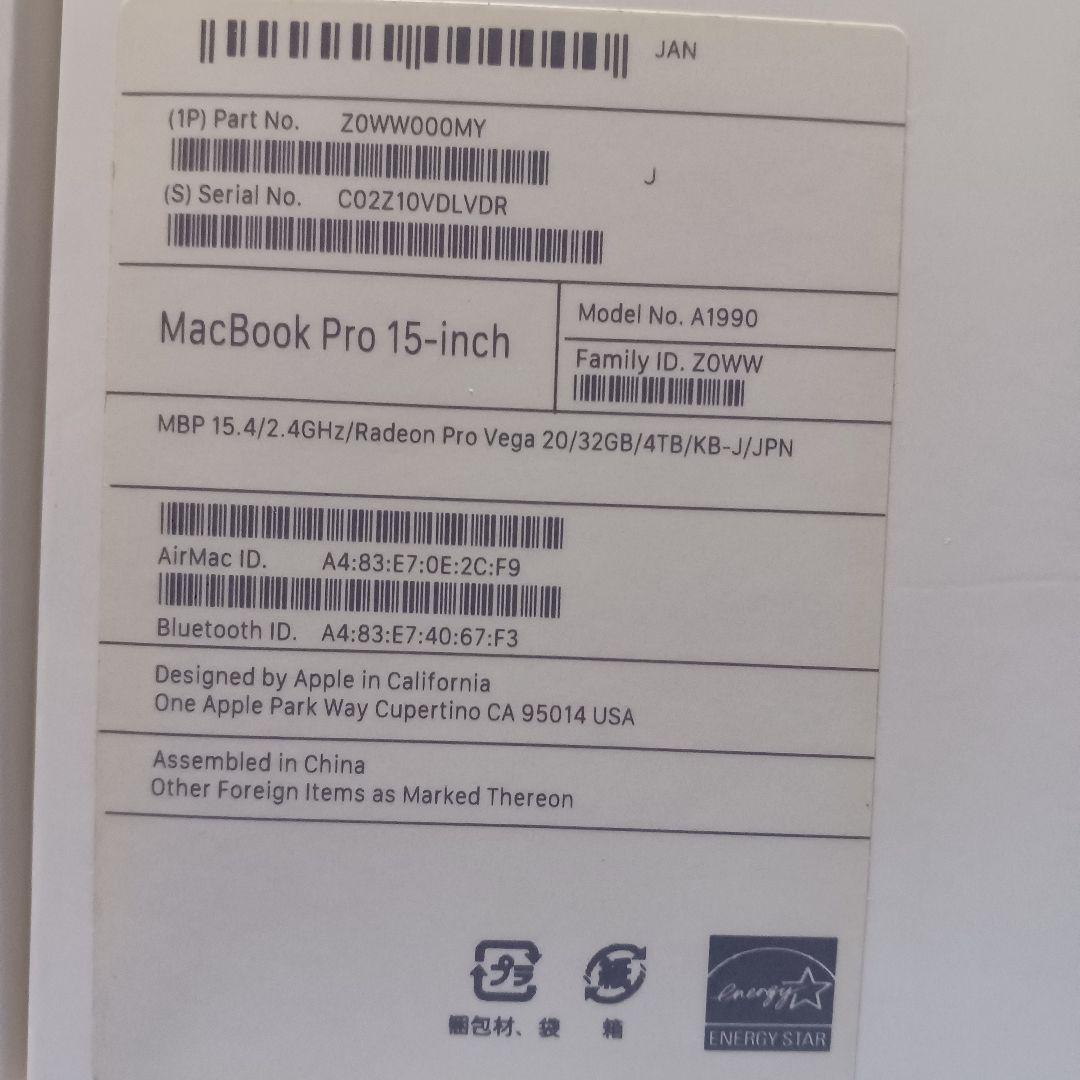 JAN
(1P) Part No. Z0WW000MY
J
(S) Serial No. C02Z10VDLVDR
MacBook Pro 15-inch
Model No. A1990
Family ID. Z0WW
MBP 15.4/2.4GHz/Radeon Pro Vega 20/32GB/4TB/KB-J/JPN
AirMac ID. A4:83:E7:0E:2C:F9
Bluetooth ID. A4:83:E7:40:67:F3
Designed by Apple in California
One Apple Park Way Cupertino CA 95014 USA
Assembled in China
Other Foreign Items as Marked Thereon
プラ 紙 energy
梱包材、袋 箱
ENERGY STAR